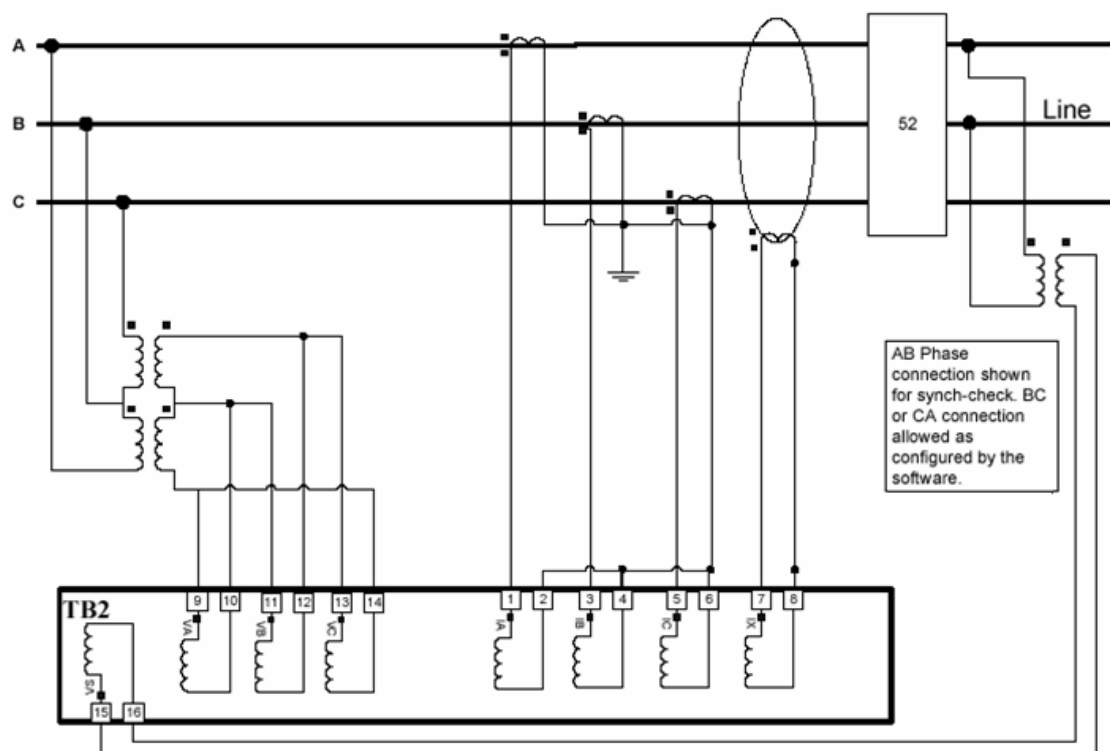 A
B
C
52
Line
AB Phase
connection shown
for synch-check. BC
or CA connection
allowed as
configured by the
software.
TB2
9
10
11
12
13
14
1
2
3
4
5
6
7
8
VA
VB
VC
IA
IB
IC
IX
VS
15
16